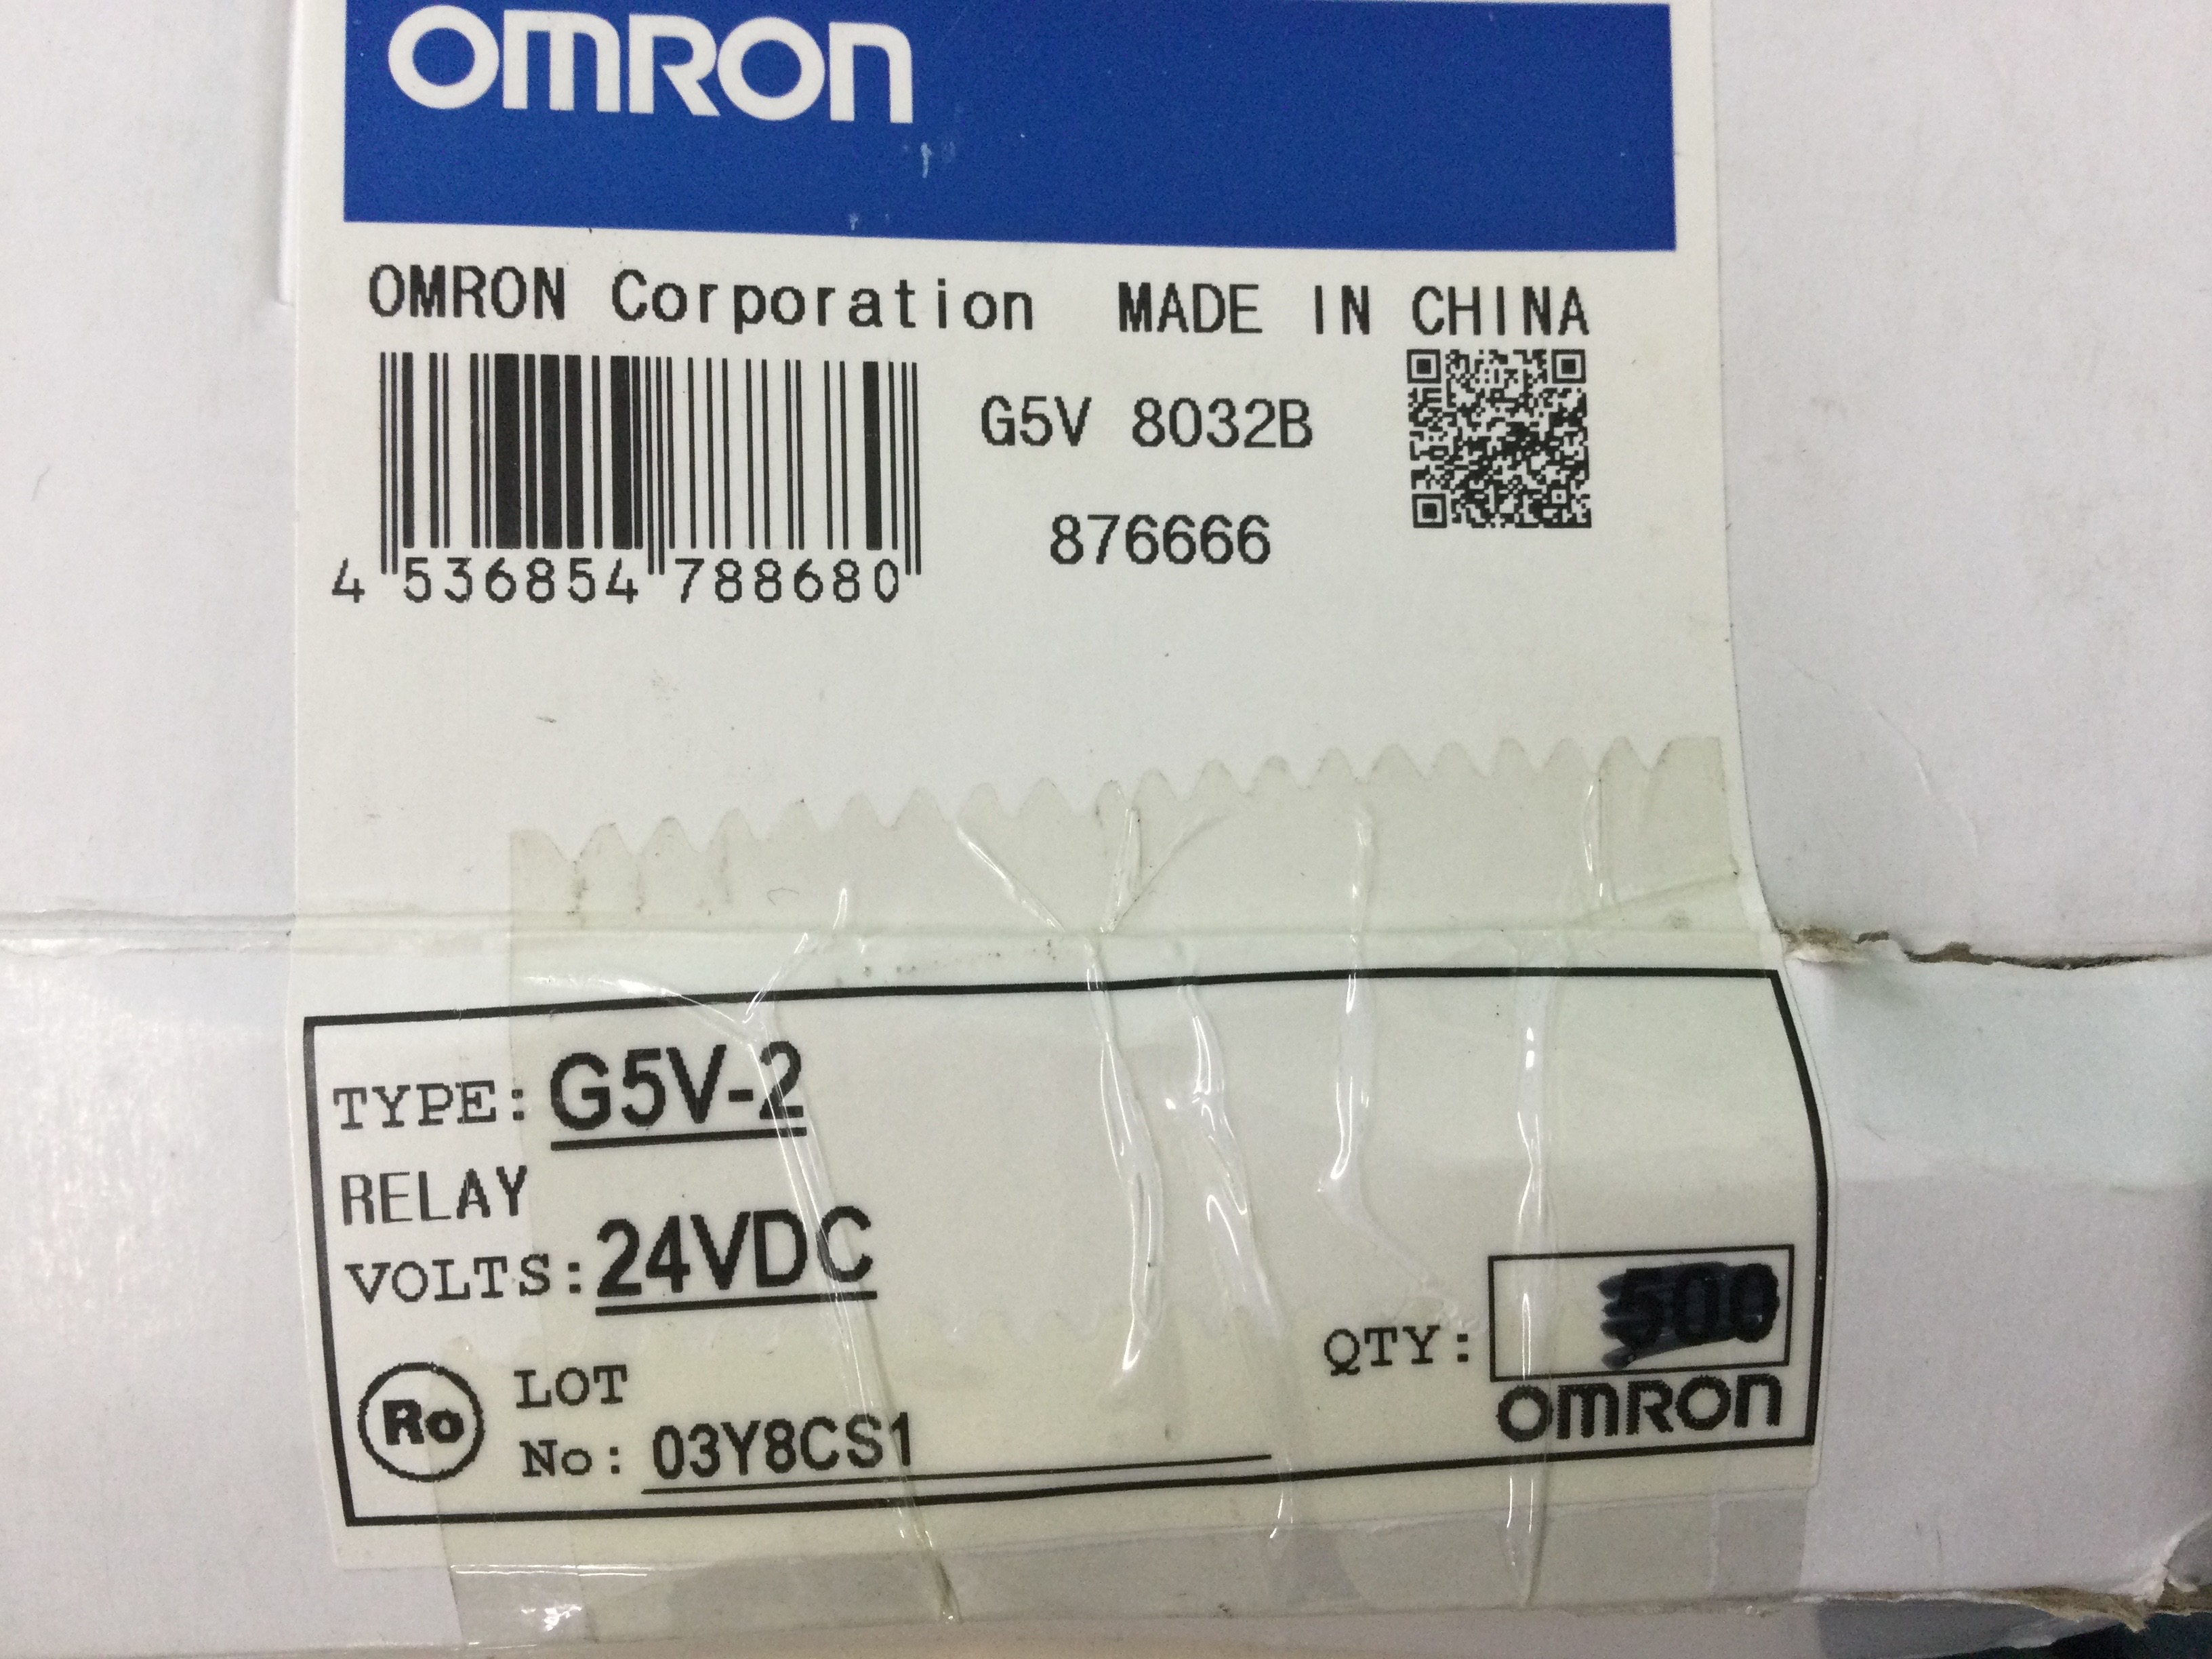 OMRON
OMRON Corporation MADE IN CHINA
G5V 8032B
876666
4 536854 788680
TYPE: G5V-2
RELAY
VOLTS: 24VDC
QTY: 500
Ro LOT
No: 03Y8CS1
OMRON